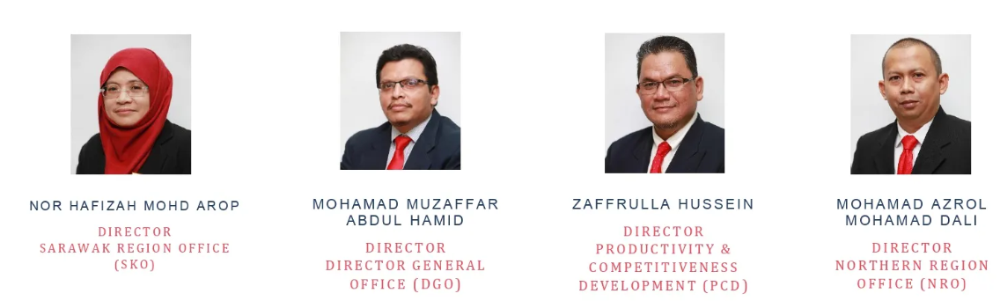 NOR HAFIZAH MOHD AROP
DIRECTOR
SARAWAK REGION OFFICE
(SKO)
MOHAMAD MUZAFFAR
ABDUL HAMID
DIRECTOR
DIRECTOR GENERAL
OFFICE (DGO)
ZAFFRULLA HUSSEIN
DIRECTOR
PRODUCTIVITY &
COMPETITIVENESS
DEVELOPMENT (PCD)
MOHAMAD AZROL
MOHAMAD DALI
DIRECTOR
NORTHERN REGION
OFFICE (NRO)